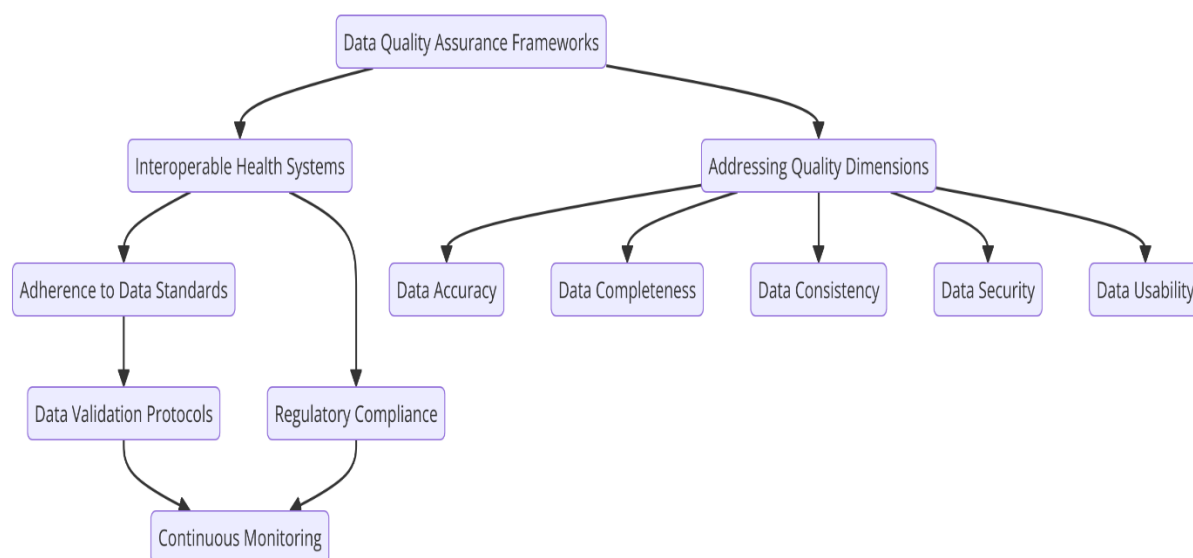 Data Quality Assurance Frameworks
Interoperable Health Systems
Addressing Quality Dimensions
Adherence to Data Standards
Data Accuracy
Data Completeness
Data Consistency
Data Security
Data Usability
Data Validation Protocols
Regulatory Compliance
Continuous Monitoring